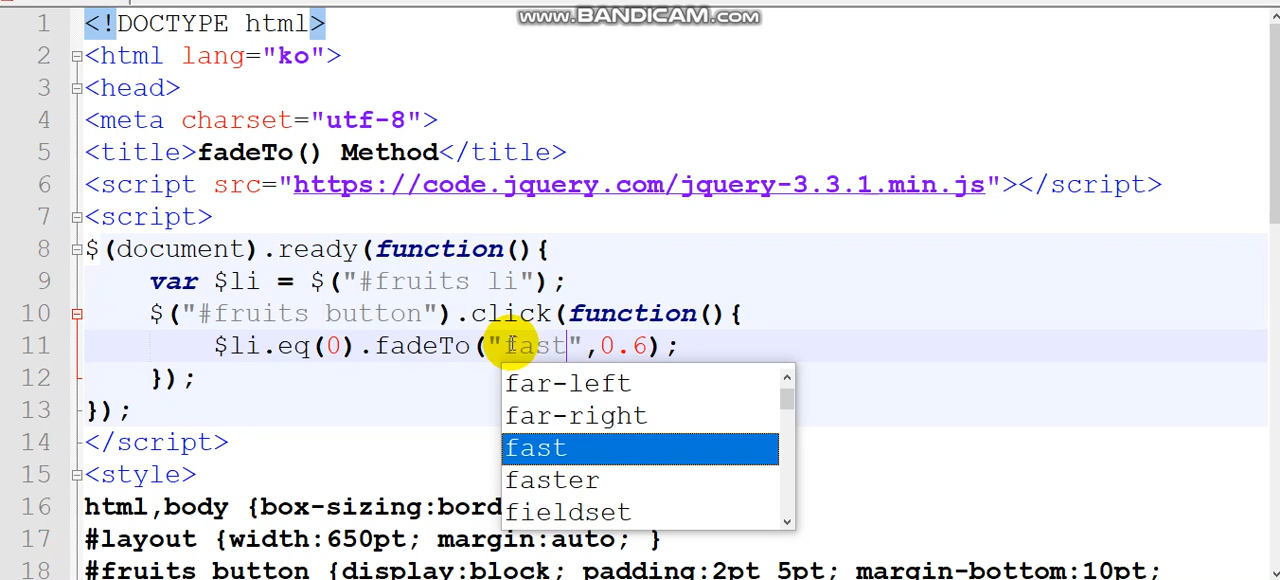 www.BANDICAM.com
1 <!DOCTYPE html>
2 <html lang="ko">
3 <head>
4 <meta charset="utf-8">
5 <title>fadeTo() Method</title>
6 <script src="https://code.jquery.com/jquery-3.3.1.min.js"></script>
7 <script>
8 $(document).ready(function(){
9 var $li = $("#fruits li");
10 $("#fruits button").click(function(){
11 $li.eq(0).fadeTo("fast",0.6);
12 });
13 });
14 </script>
15 <style>
16 html,body {box-sizing:bord
17 #layout {width:650pt; margin:auto; }
18 #fruits button {display:block; padding:2pt 5pt; margin-bottom:10pt;
far-left
far-right
fast
faster
fieldset